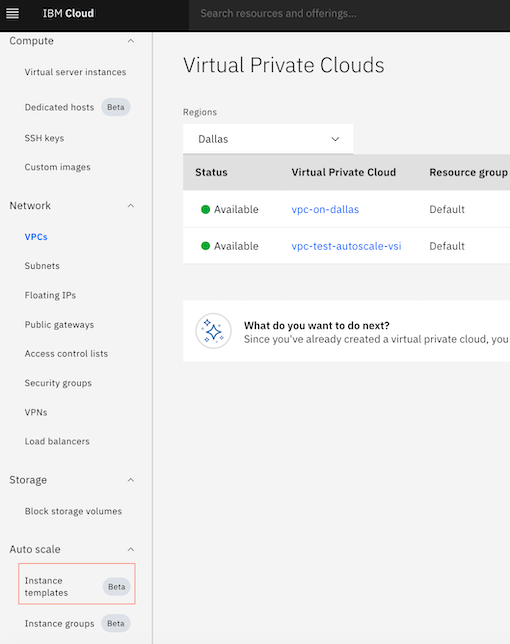 IBM Cloud
Search resources and offerings...
Compute
Virtual server instances
Dedicated hosts Beta
SSH keys
Custom images
Network
VPCs
Subnets
Floating IPs
Public gateways
Access control lists
Security groups
VPNs
Load balancers
Storage
Block storage volumes
Auto scale
Instance
templates
Beta
Instance groups Beta
Virtual Private Clouds
Regions
Dallas
Status Virtual Private Cloud Resource group
Available vpc-on-dallas Default
Available vpc-test-autoscale-vsi Default
What do you want to do next?
Since you've already created a virtual private cloud, you